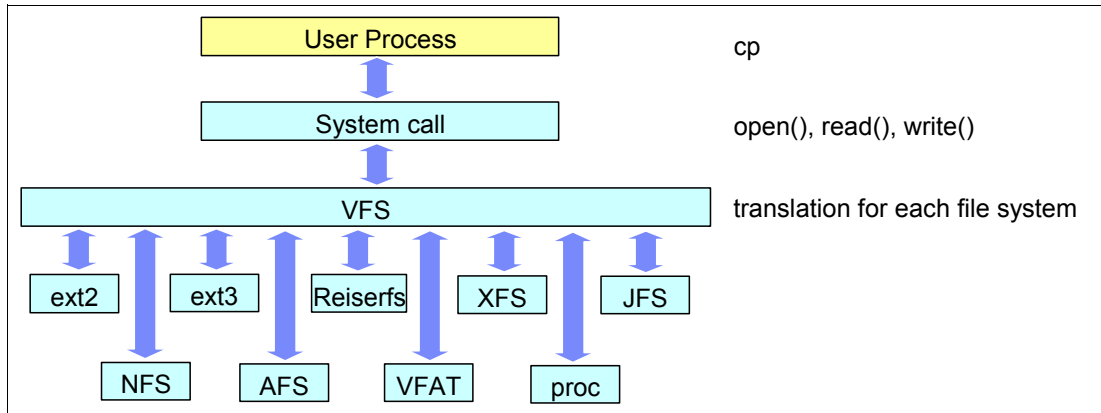 User Process
cp
System call
open(), read(), write()
VFS
translation for each file system
ext2
ext3
Reiserfs
XFS
JFS
NFS
AFS
VFAT
proc